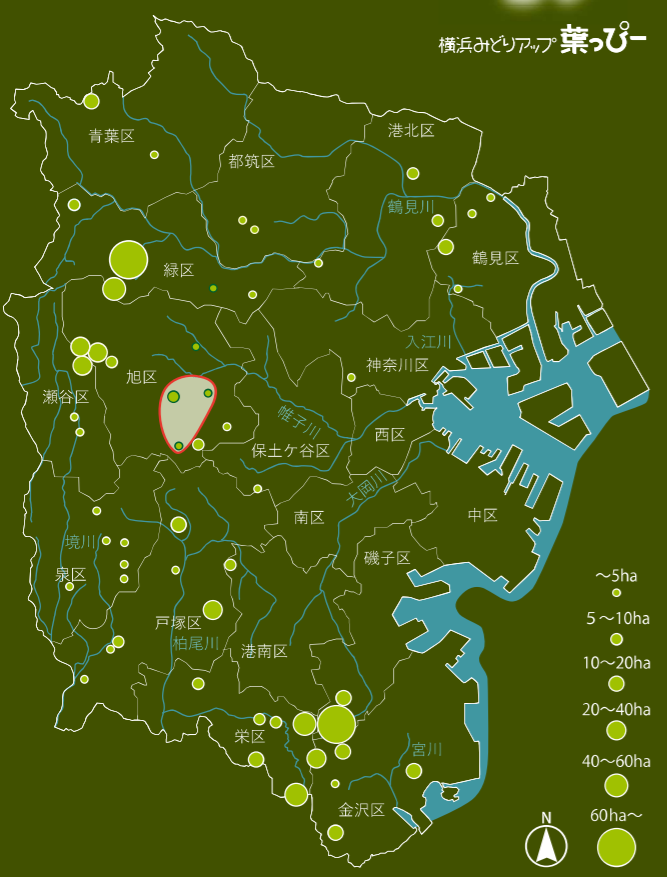 横浜みどりアップ 葉っぴー
青葉区
都筑区
港北区
鶴見川
緑区
鶴見区
入江川
神奈川区
旭区
瀬谷区
帷子川
西区
保土ケ谷区
大岡川
南区
中区
境川
磯子区
泉区
戸塚区
柏尾川
港南区
栄区
宮川
金沢区
～5ha
5～10ha
10～20ha
20～40ha
40～60ha
60ha～
N